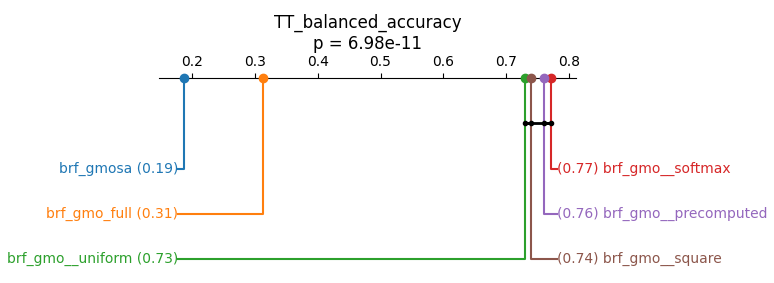 TT_balanced_accuracy
p = 6.98e-11
0.2 0.3 0.4 0.5 0.6 0.7 0.8
brf_gmosa (0.19) (0.77) brf_gmo__softmax
brf_gmo_full (0.31) (0.76) brf_gmo__precomputed
brf_gmo__uniform (0.73) (0.74) brf_gmo__square